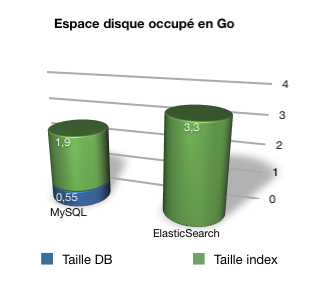 Espace disque occupé en Go
4
3
2
1
0
1,9
0,55
3,3
MySQL
ElasticSearch
Taille DB
Taille index